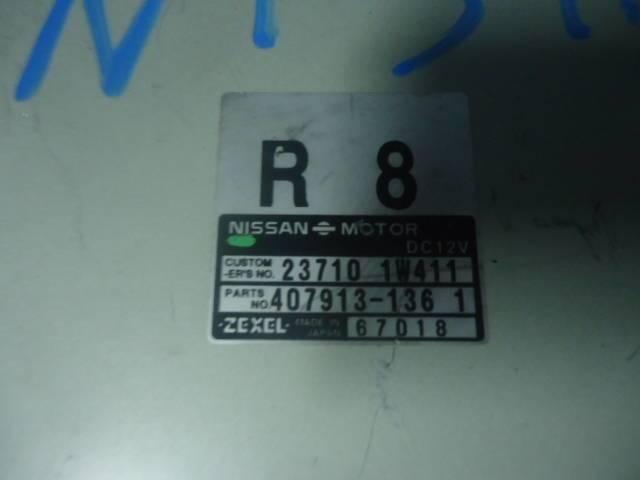 R 8
NISSAN MOTOR
DC12V
CUSTOM
-ER'S NO. 23710 1W411
PARTS
NO. 407913-136 1
-ZEXEL- MADE IN
JAPAN 67018